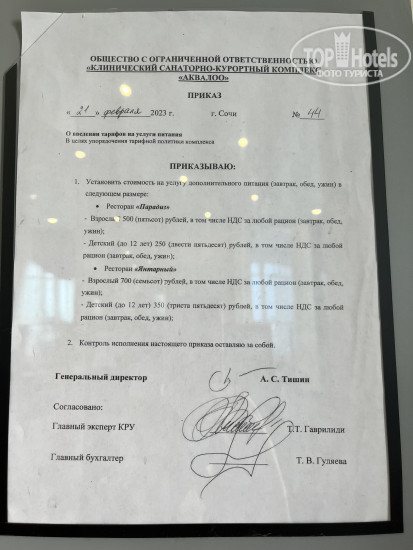 TOPHotels
ФОТО ТУРИСТА
ОБЩЕСТВО С ОГРАНИЧЕННОЙ ОТВЕТСТВЕННОСТЬЮ
«КЛИНИЧЕСКИЙ САНАТОРНО-КУРОРТНЫЙ КОМПЛЕКС
«АКВАЛОО»
ПРИКАЗ
« 21 » февраля 2023 г. г. Сочи № 44
О введении тарифов на услуги питания
В целях упорядочения тарифной политики комплекса
ПРИКАЗЫВАЮ:
1. Установить стоимость на услугу дополнительного питания (завтрак, обед, ужин) в
следующем размере:
• Ресторан «Парадиз»
- Взрослый 500 (пятьсот) рублей, в том числе НДС за любой рацион (завтрак, обед,
ужин);
- Детский (до 12 лет) 250 (двести пятьдесят) рублей, в том числе НДС за любой
рацион (завтрак, обед, ужин);
• Ресторан «Янтарный»
- Взрослый 700 (семьсот) рублей, в том числе НДС за любой рацион (завтрак, обед,
ужин);
- Детский (до 12 лет) 350 (триста пятьдесят) рублей, в том числе НДС за любой
рацион (завтрак, обед, ужин);
2. Контроль исполнения настоящего приказа оставляю за собой.
Генеральный директор А. С. Тишин
Согласовано:
Главный эксперт КРУ Т.Т. Гаврилиди
Главный бухгалтер Т. В. Гуляева